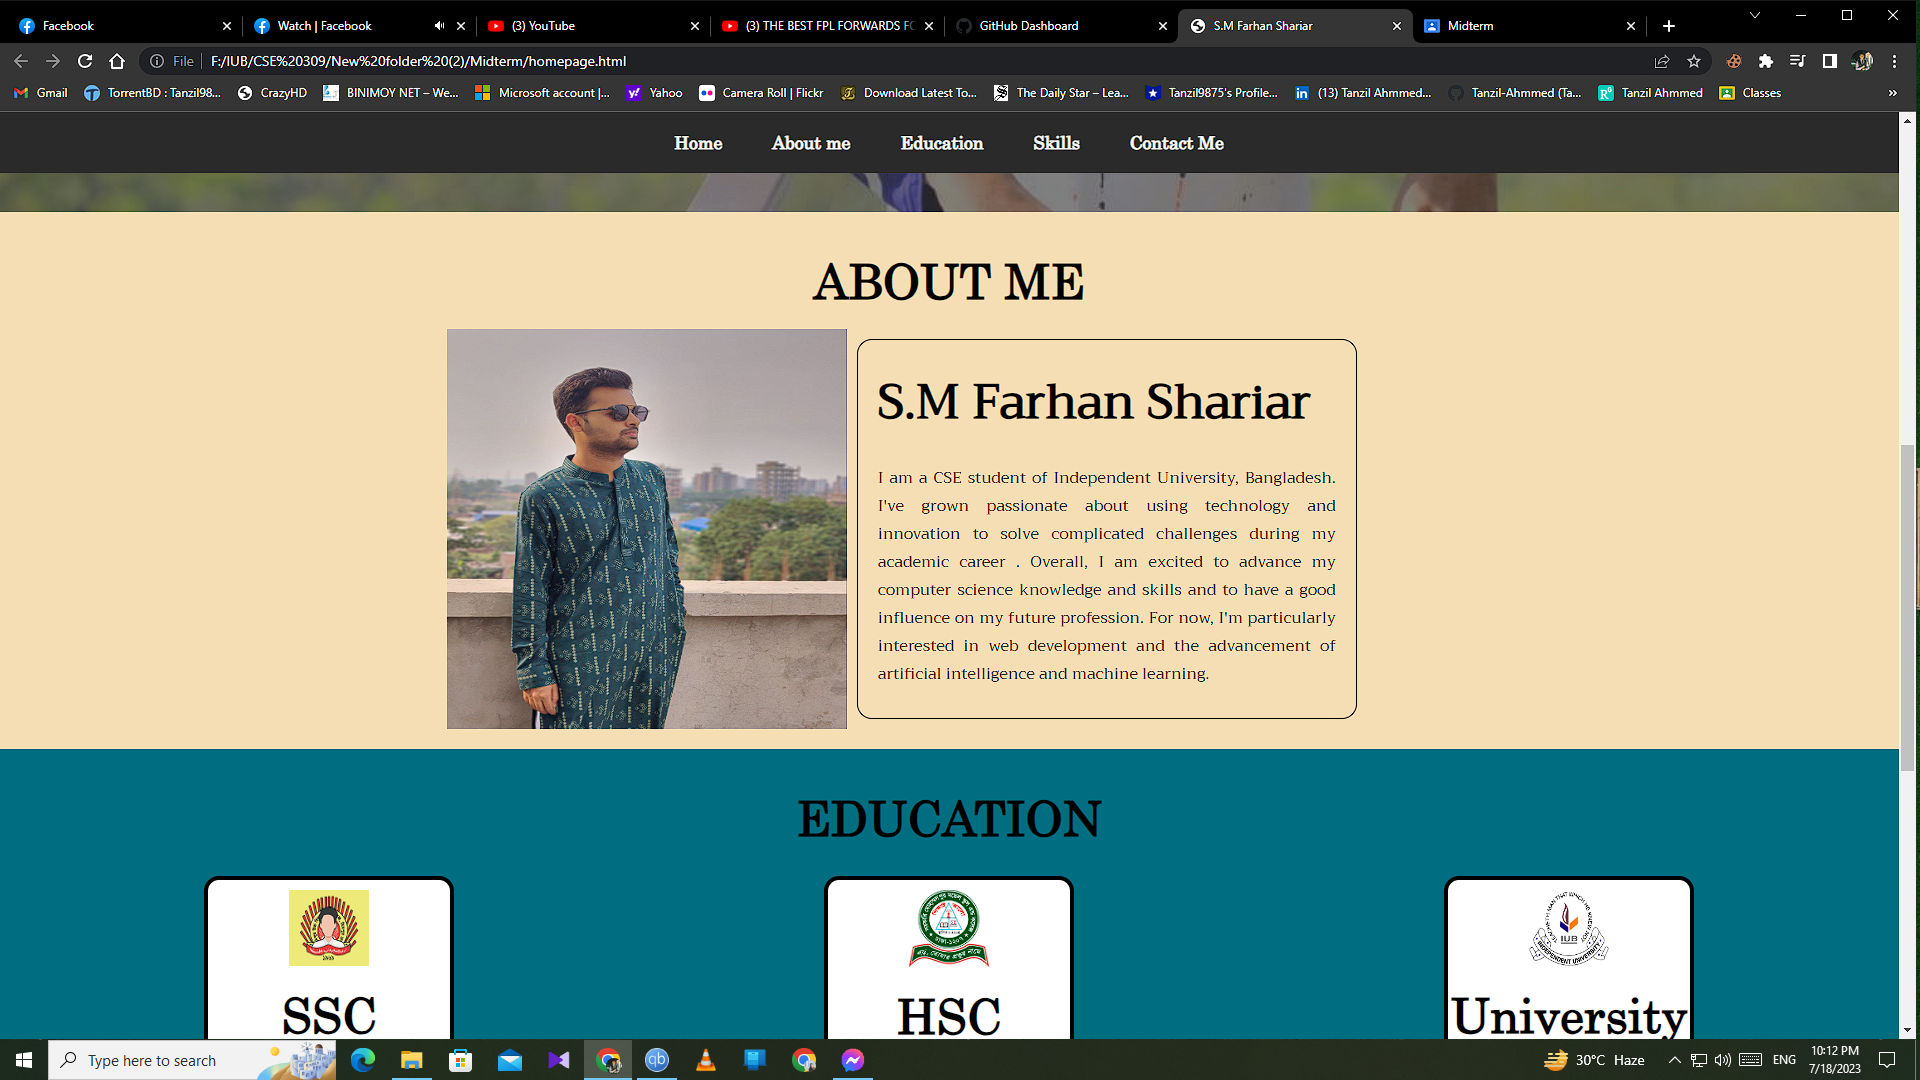 Facebook
Watch | Facebook
(3) YouTube
(3) THE BEST FPL FORWARDS FO
GitHub Dashboard
S.M Farhan Shariar
Midterm
File
F:/IUB/CSE%20309/New%20folder%20(2)/Midterm/homepage.html
Gmail
TorrentBD : Tanzil98...
CrazyHD
BINIMOY NET – We...
Microsoft account |...
Yahoo
Camera Roll | Flickr
Download Latest To...
The Daily Star – Lea...
Tanzil9875's Profile...
(13) Tanzil Ahmmed...
Tanzil-Ahmmed (Ta...
Tanzil Ahmmed
Classes
»
Home
About me
Education
Skills
Contact Me
ABOUT ME
S.M Farhan Shariar
I am a CSE student of Independent University, Bangladesh.
I've grown passionate about using technology and
innovation to solve complicated challenges during my
academic career . Overall, I am excited to advance my
computer science knowledge and skills and to have a good
influence on my future profession. For now, I'm particularly
interested in web development and the advancement of
artificial intelligence and machine learning.
EDUCATION
IUB
INDEPENDENT UNIVERSITY
SSC
HSC
University
Type here to search
30°C Haze
ENG
10:12 PM
7/18/2023